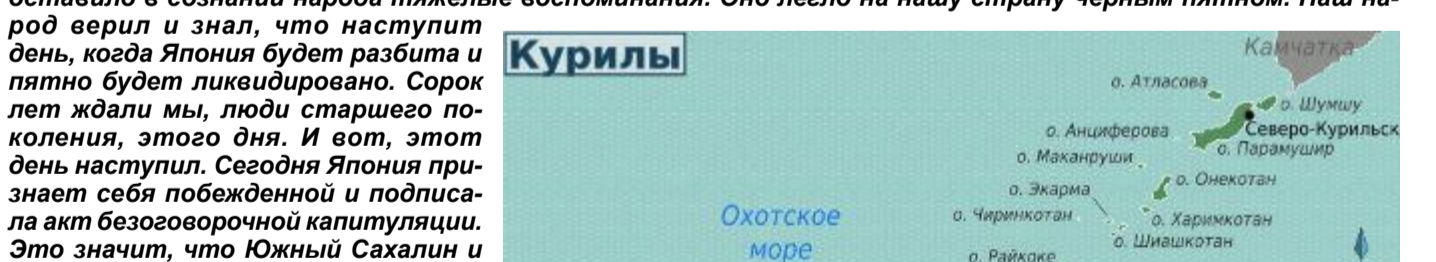 оставило в сознании народа тяжелые воспоминания. Оно легло на нашу страну черным пятном. Наш на-
род верил и знал, что наступит
день, когда Япония будет разбита и
пятно будет ликвидировано. Сорок
лет ждали мы, люди старшего по-
коления, этого дня. И вот, этот
день наступил. Сегодня Япония при-
знает себя побежденной и подписа-
ла акт безоговорочной капитуляции.
Это значит, что Южный Сахалин и
Курилы
Камчатка
о. Атласова
о. Шумшу
о. Анциферова
Северо-Курильск
о. Парамушир
о. Маканруши
о. Онекотан
о. Экарма
о. Чиринкотан
о. Харимкотан
Охотское
море
о. Шиашкотан
о. Райкоке